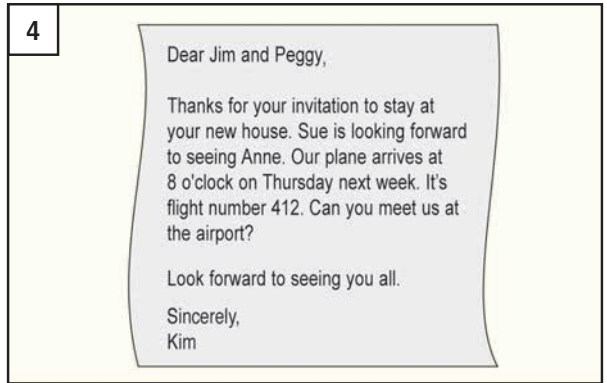 4
Dear Jim and Peggy,
Thanks for your invitation to stay at
your new house. Sue is looking forward
to seeing Anne. Our plane arrives at
8 o'clock on Thursday next week. It's
flight number 412. Can you meet us at
the airport?
Look forward to seeing you all.
Sincerely,
Kim